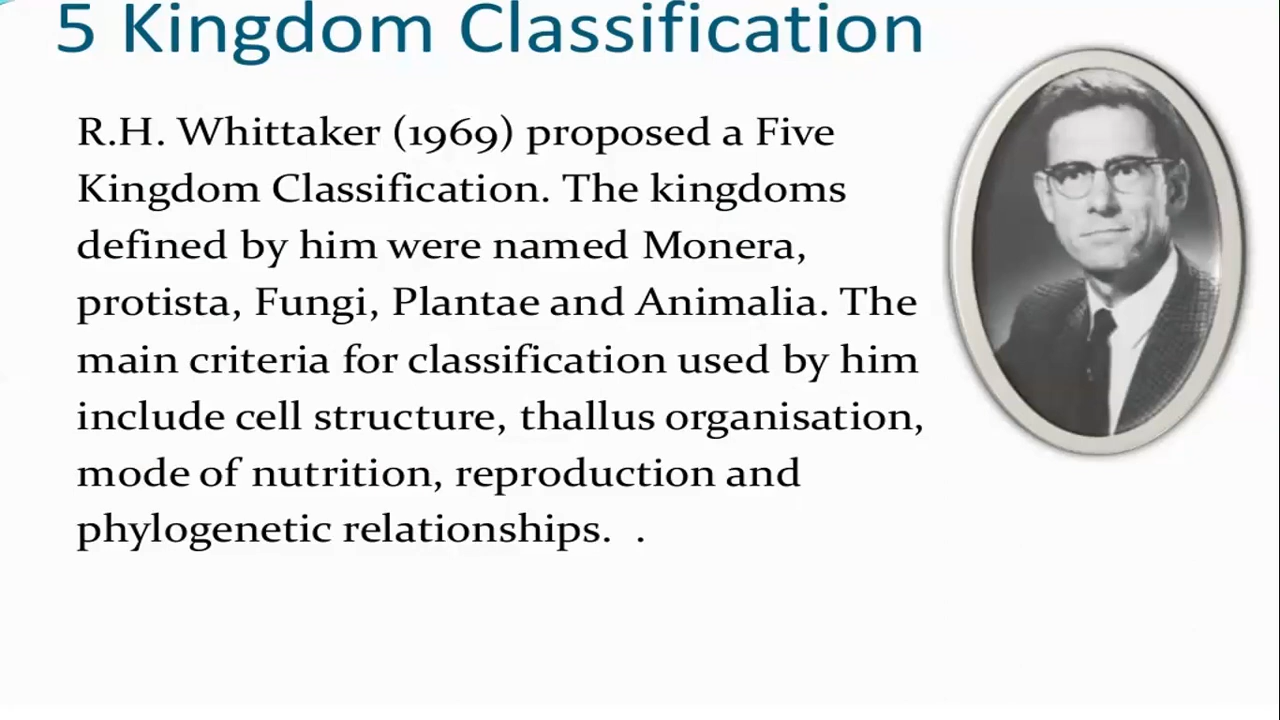 5 Kingdom Classification
R.H. Whittaker (1969) proposed a Five
Kingdom Classification. The kingdoms
defined by him were named Monera,
protista, Fungi, Plantae and Animalia. The
main criteria for classification used by him
include cell structure, thallus organisation,
mode of nutrition, reproduction and
phylogenetic relationships.  .